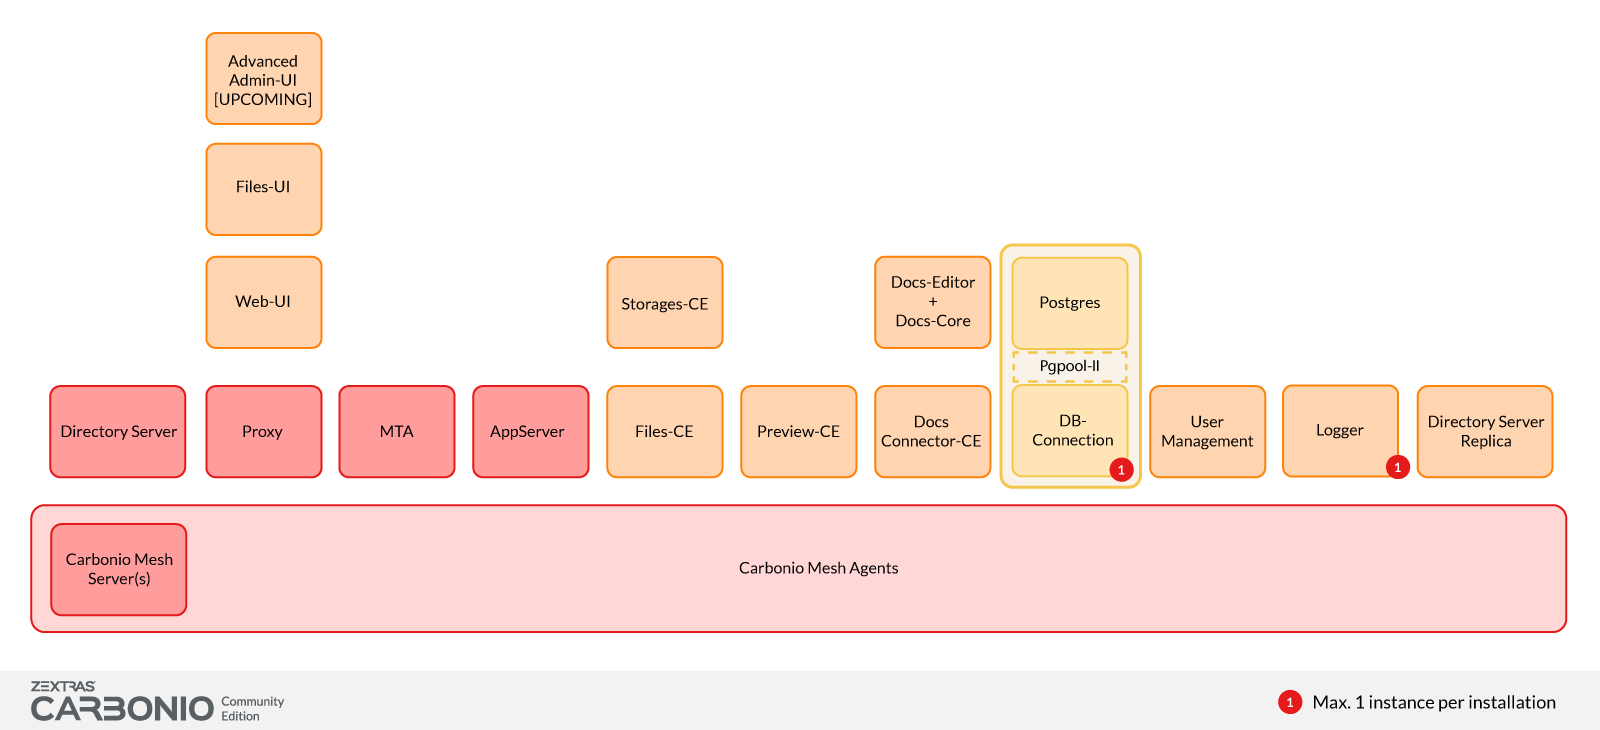 Advanced
Admin-UI
[UPCOMING]
Files-UI
Web-UI
Storages-CE
Docs-Editor
+
Docs-Core
Postgres
Pgpool-II
Directory Server
Proxy
MTA
AppServer
Files-CE
Preview-CE
Docs
Connector-CE
DB-
Connection
1
User
Management
Logger
1
Directory Server
Replica
Carbonio Mesh
Server(s)
Carbonio Mesh Agents
ZEXTRAS
CARBONIO
Community
Edition
1 Max. 1 instance per installation